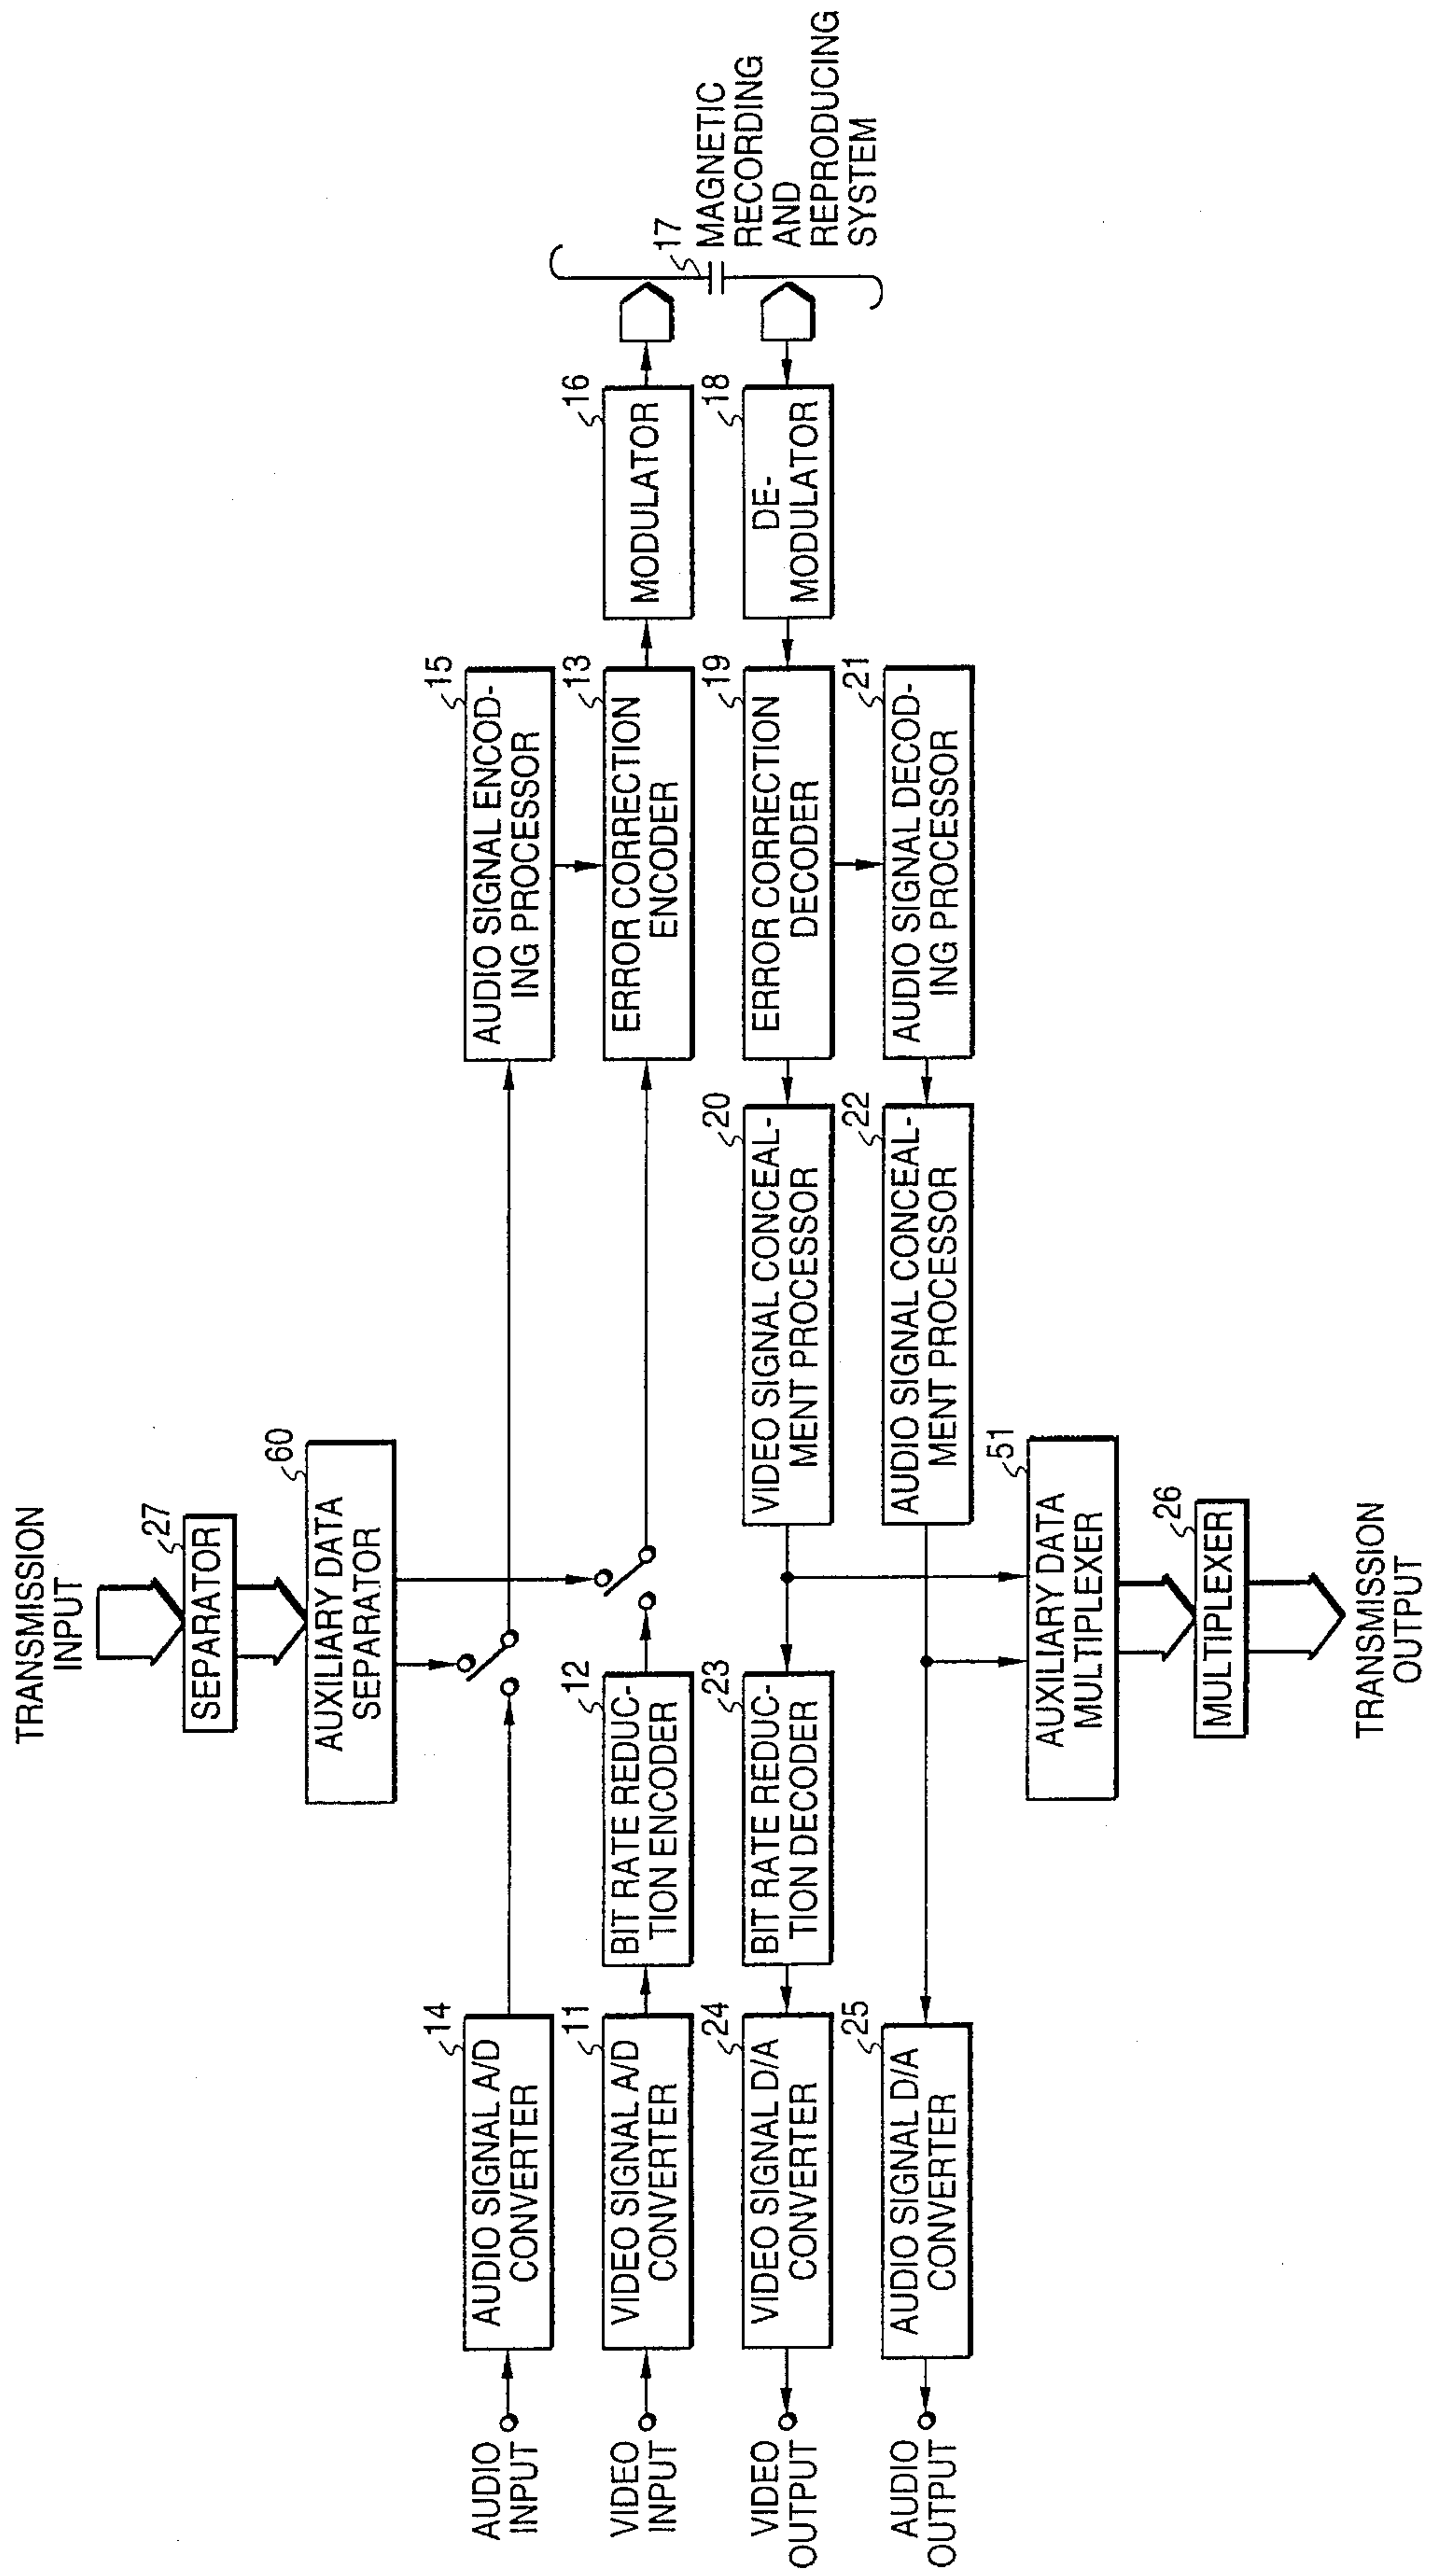 TRANSMISSION
INPUT
27
SEPARATOR
60
AUXILIARY DATA
SEPARATOR
AUDIO
INPUT
14
AUDIO SIGNAL A/D
CONVERTER
15
AUDIO SIGNAL ENCOD-
ING PROCESSOR
VIDEO
INPUT
11
VIDEO SIGNAL A/D
CONVERTER
12
BIT RATE REDUC-
TION ENCODER
13
ERROR CORRECTION
ENCODER
16
MODULATOR
17
MAGNETIC
RECORDING
AND
REPRODUCING
SYSTEM
VIDEO
OUTPUT
24
VIDEO SIGNAL D/A
CONVERTER
23
BIT RATE REDUC-
TION DECODER
20
VIDEO SIGNAL CONCEAL-
MENT PROCESSOR
19
ERROR CORRECTION
DECODER
18
DE-
MODULATOR
AUDIO
OUTPUT
25
AUDIO SIGNAL D/A
CONVERTER
22
AUDIO SIGNAL CONCEAL-
MENT PROCESSOR
21
AUDIO SIGNAL DECOD-
ING PROCESSOR
51
AUXILIARY DATA
MULTIPLEXER
26
MULTIPLEXER
TRANSMISSION
OUTPUT